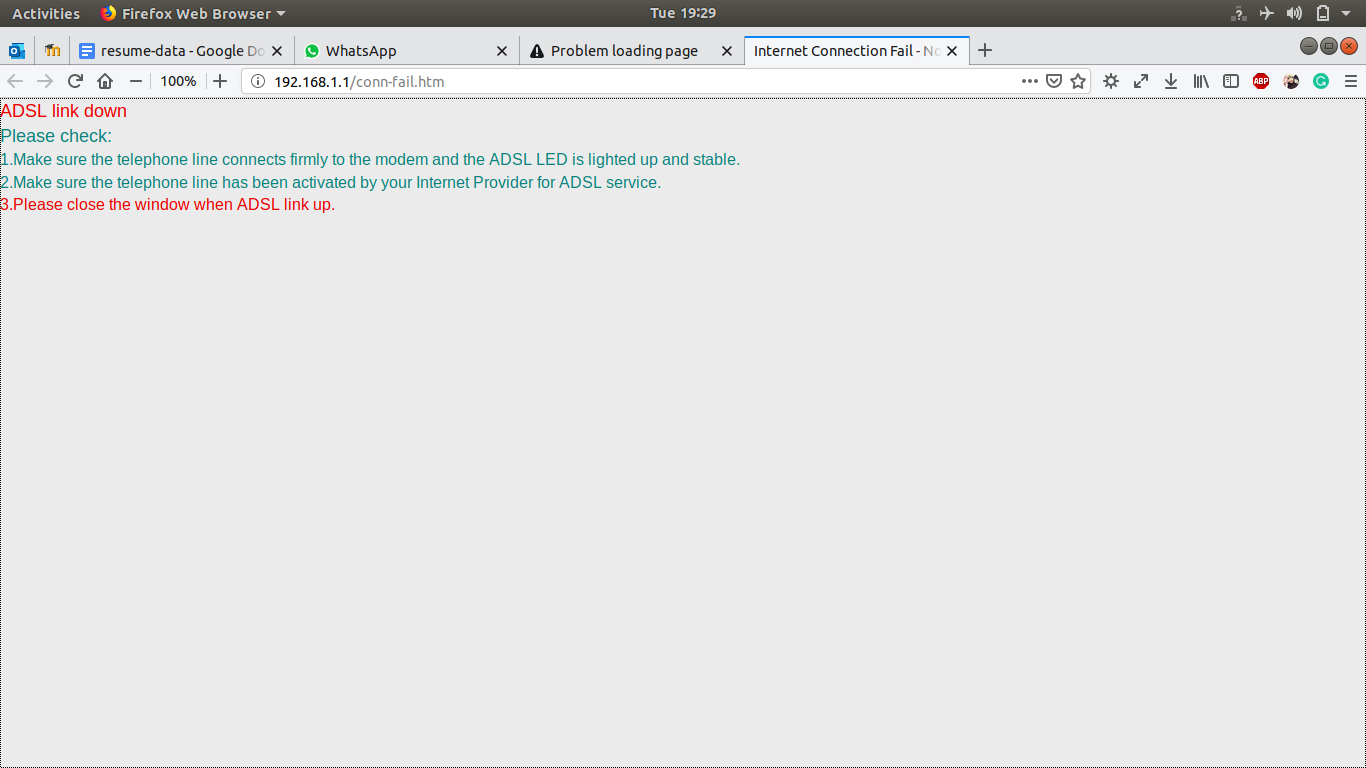 Activities Firefox Web Browser Tue 19:29
resume-data - Google Do WhatsApp Problem loading page Internet Connection Fail - No
100% 192.168.1.1/conn-fail.htm ABP
ADSL link down
Please check:
1.Make sure the telephone line connects firmly to the modem and the ADSL LED is lighted up and stable.
2.Make sure the telephone line has been activated by your Internet Provider for ADSL service.
3.Please close the window when ADSL link up.